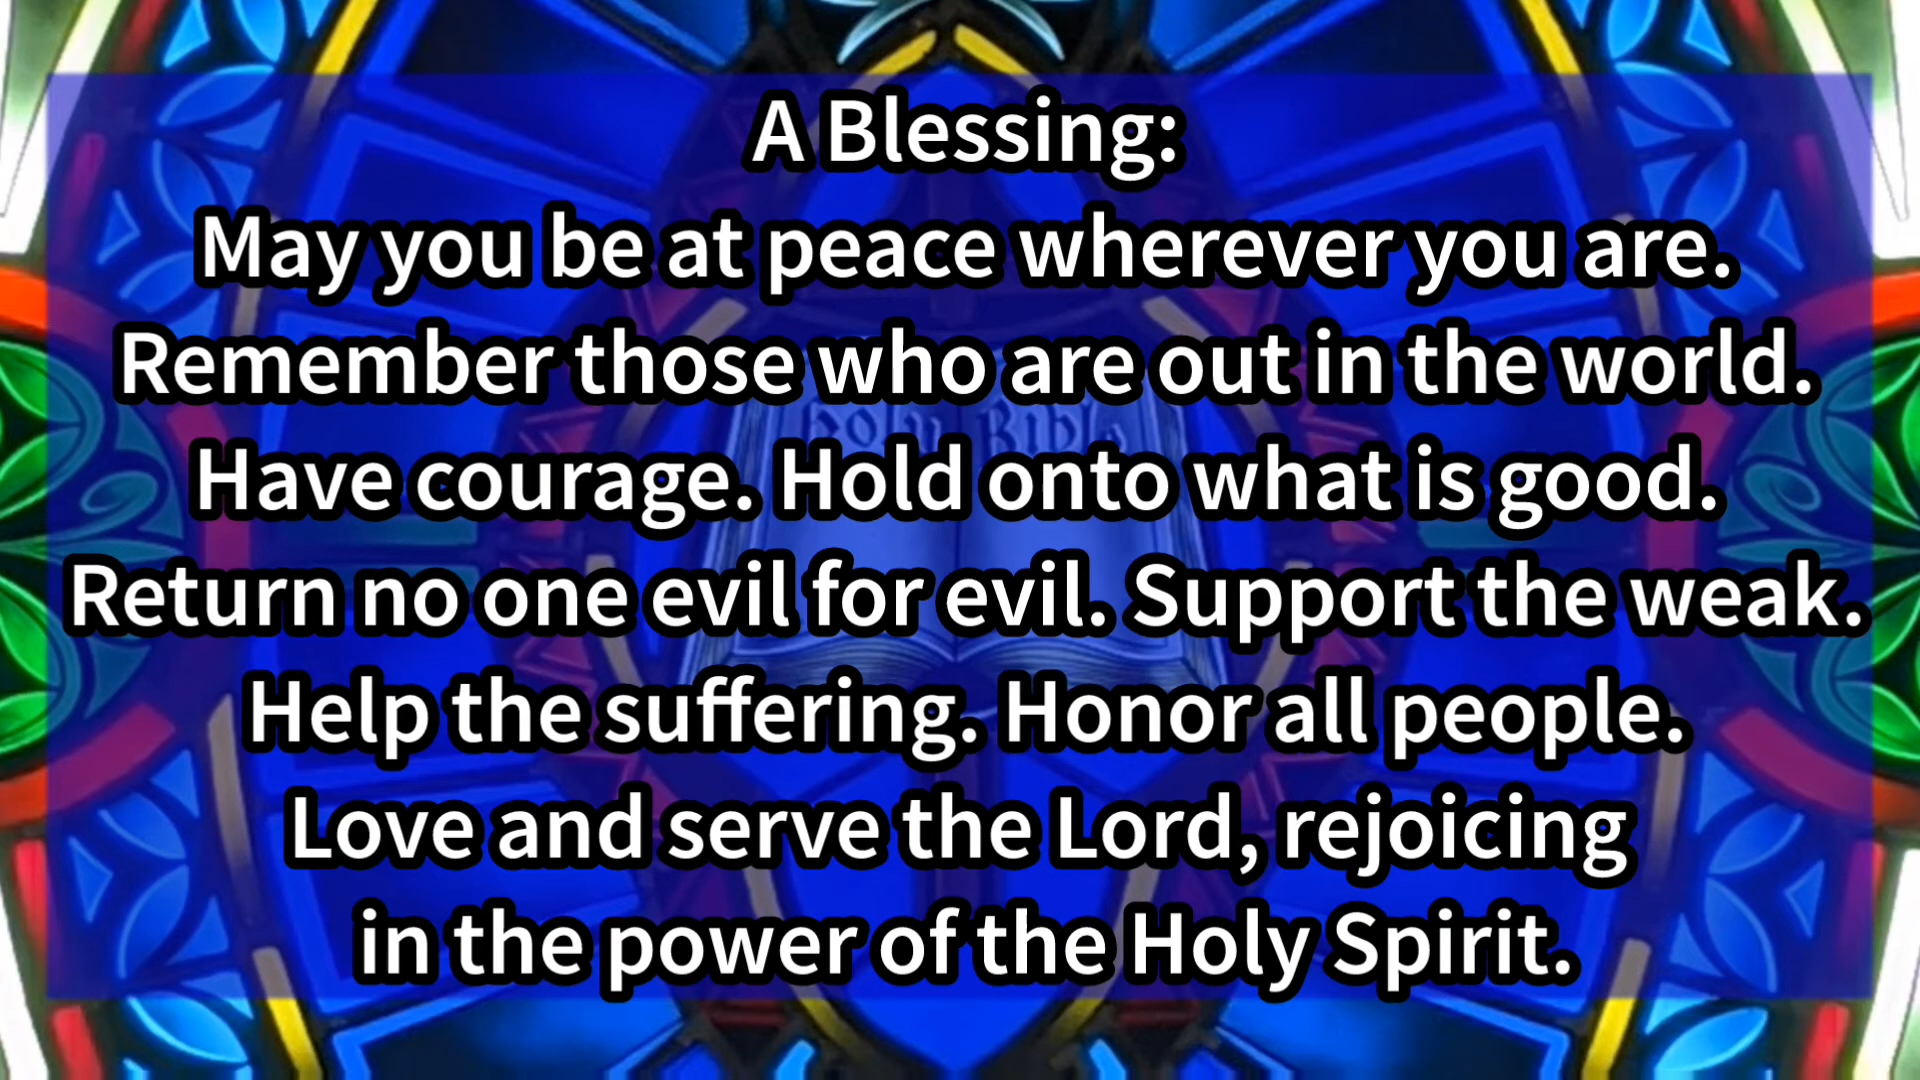 A Blessing:
May you be at peace wherever you are.
Remember those who are out in the world.
Holy Bible
Have courage. Hold onto what is good.
Return no one evil for evil. Support the weak.
Help the suffering. Honor all people.
Love and serve the Lord, rejoicing
in the power of the Holy Spirit.